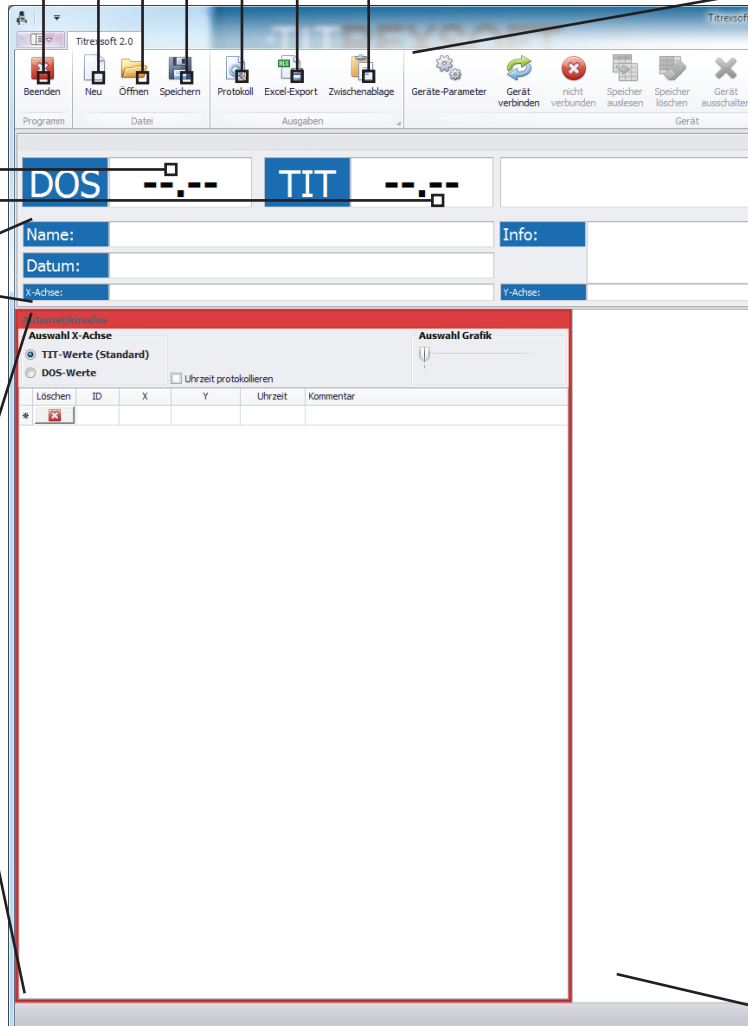 Titrexsoft
Titrexsoft 2.0
Beenden Neu Öffnen Speichern Protokoll Excel-Export Zwischenablage Geräte-Parameter Gerät verbinden nicht verbunden Speicher auslesen Speicher löschen Gerät ausschalten
Programm Datei Ausgaben Gerät
DOS --.-- TIT --.--
Name: Info:
Datum:
X-Achse: Y-Achse:
Automatikmodus
Auswahl X-Achse Auswahl Grafik
TIT-Werte (Standard)
DOS-Werte Uhrzeit protokollieren
Löschen ID X Y Uhrzeit Kommentar
*